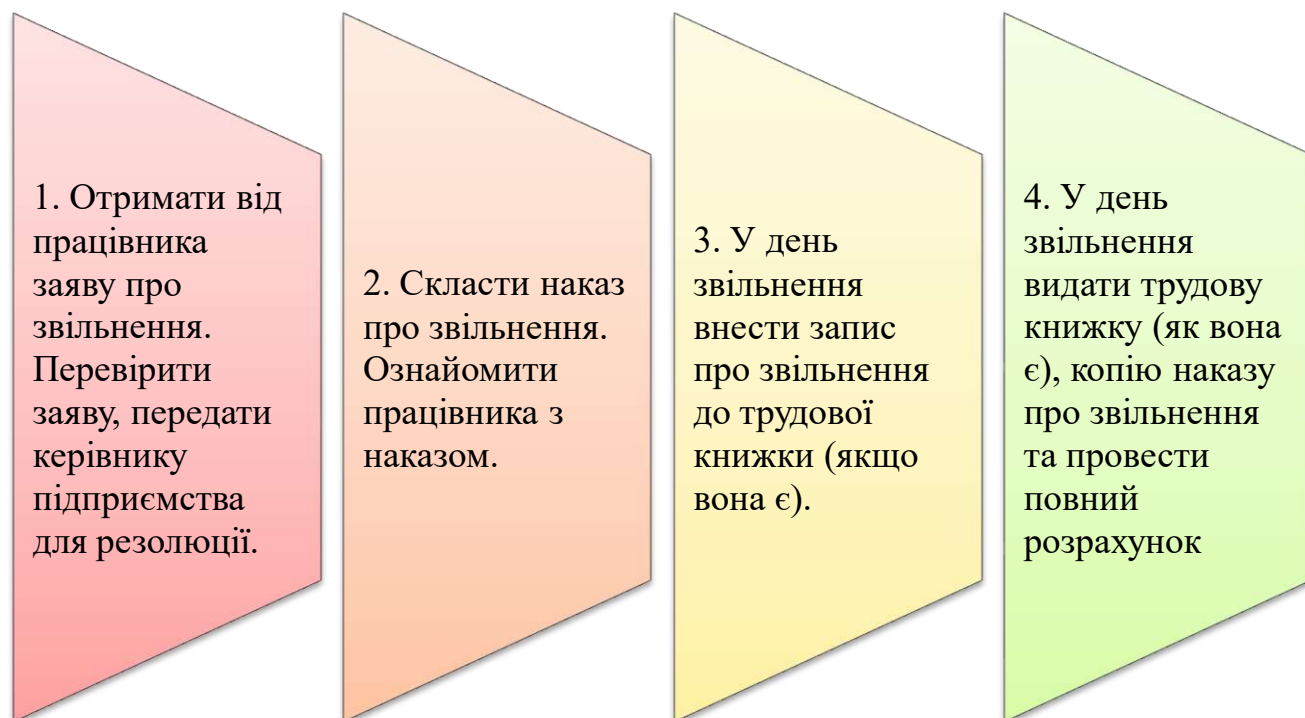 1. Отримати від
працівника
заяву про
звільнення.
Перевірити
заяву, передати
керівнику
підприємства
для резолюції.
2. Скласти наказ
про звільнення.
Ознайомити
працівника з
наказом.
3. У день
звільнення
внести запис
про звільнення
до трудової
книжки (якщо
вона є).
4. У день
звільнення
видати трудову
книжку (як вона
є), копію наказу
про звільнення
та провести
повний
розрахунок